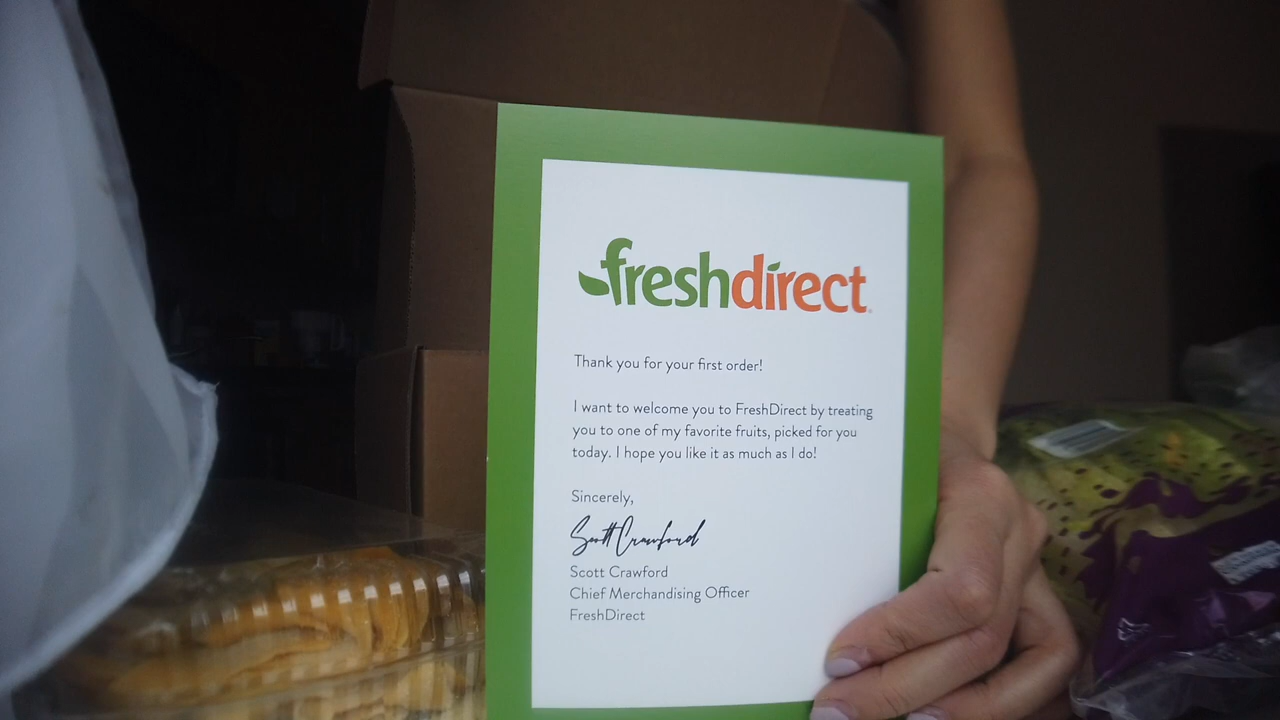 freshdirect
Thank you for your first order!
I want to welcome you to FreshDirect by treating
you to one of my favorite fruits, picked for you
today. I hope you like it as much as I do!
Sincerely,
Scott Crawford
Scott Crawford
Chief Merchandising Officer
FreshDirect